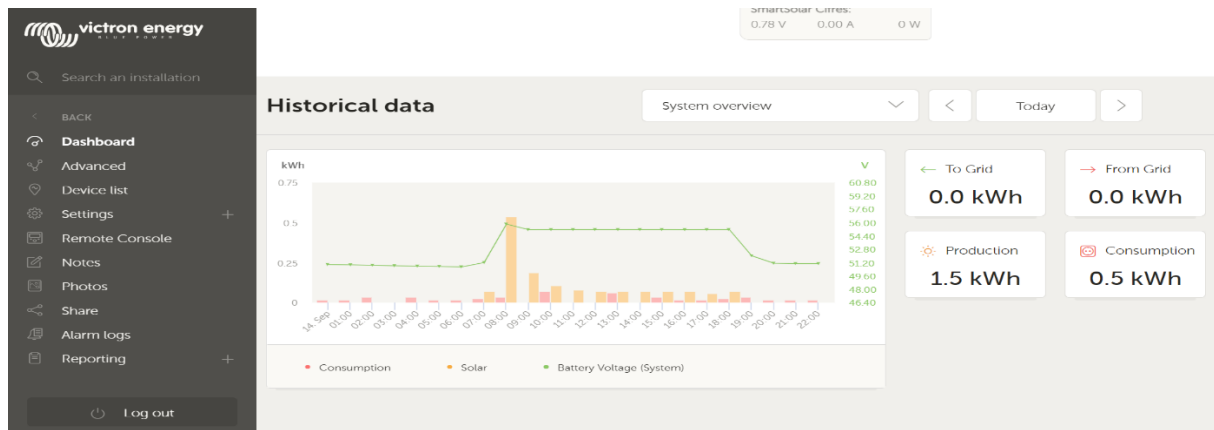 victron energy
BLUE POWER
SmartSolar Cifres:
0.78 V 0.00 A 0 W
Search an installation
BACK
Dashboard
Advanced
Device list
Settings
Remote Console
Notes
Photos
Share
Alarm logs
Reporting
Log out
Historical data
System overview
Today
kWh V
0.75
0.5
0.25
0
60.80
59.20
57.60
56.00
54.40
52.80
51.20
49.60
48.00
46.40
14. Sep 01:00 02:00 03:00 04:00 05:00 06:00 07:00 08:00 09:00 10:00 11:00 12:00 13:00 14:00 15:00 16:00 17:00 18:00 19:00 20:00 21:00 22:00
Consumption Solar Battery Voltage (System)
To Grid
0.0 kWh
From Grid
0.0 kWh
Production
1.5 kWh
Consumption
0.5 kWh